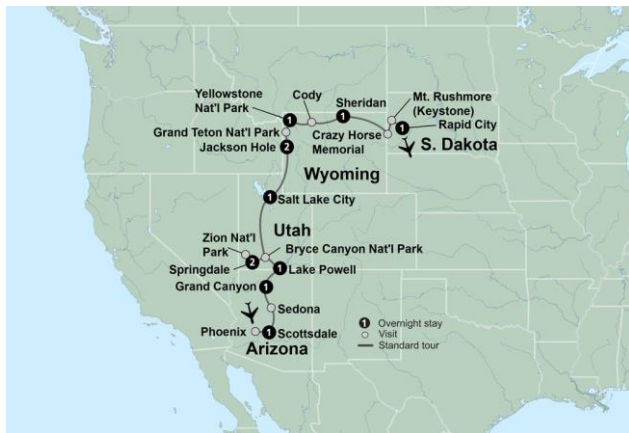 Yellowstone
Nat'l Park
Cody
Sheridan
Mt. Rushmore
(Keystone)
1
1
1
Rapid City
Grand Teton Nat'l Park
Crazy Horse
Memorial
Jackson Hole
2
S. Dakota
Wyoming
1
Salt Lake City
Utah
Zion Nat'l
Park
Bryce Canyon Nat'l Park
Springdale
2
1
Lake Powell
Grand Canyon
1
Sedona
Phoenix
1
Scottsdale
Arizona
1 Overnight stay
Visit
Standard tour